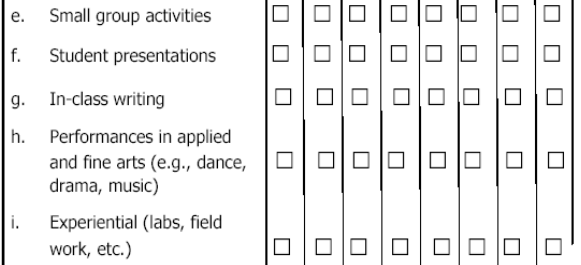 e. Small group activities
f. Student presentations
g. In-class writing
h. Performances in applied
and fine arts (e.g., dance,
drama, music)
i. Experiential (labs, field
work, etc.)